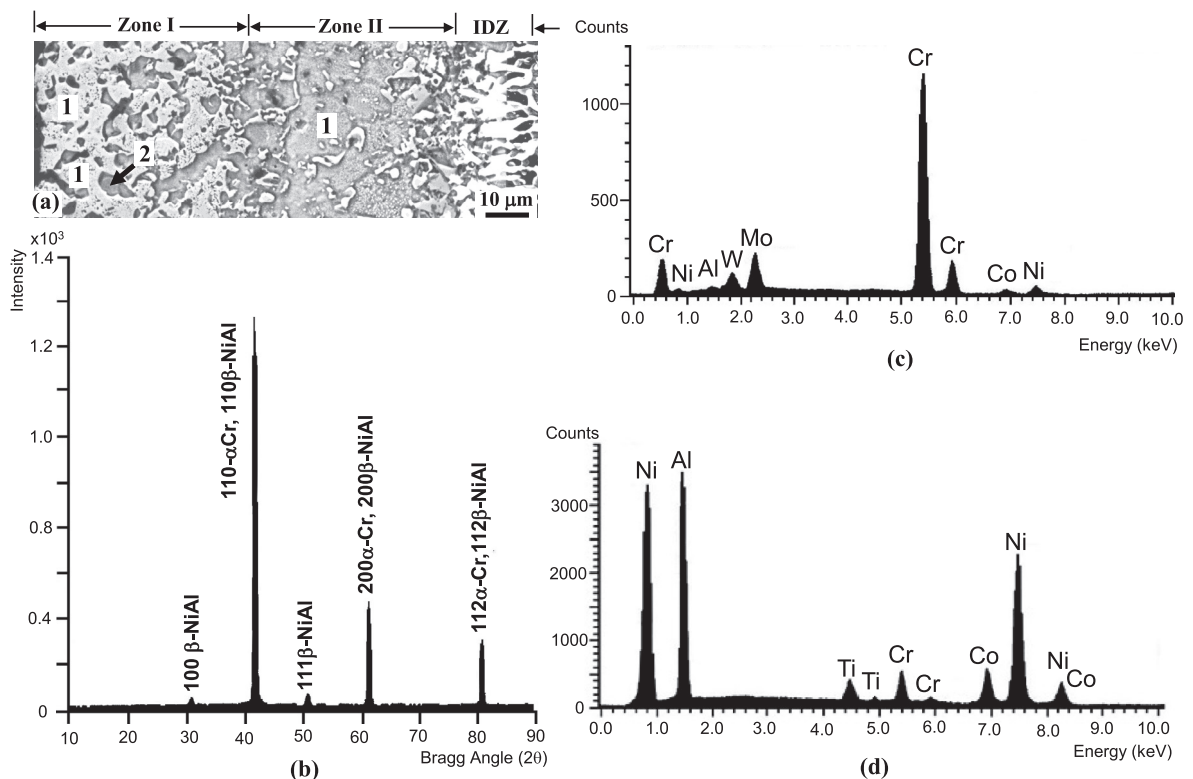 Zone I Zone II IDZ
1
1
2
1
(a)
10 μm
Intensity
x10³
1.4
1.2
1.0
0.8
0.4
0
110-αCr, 110β-NiAl
100 β-NiAl
111β-NiAl
200α-Cr, 200β-NiAl
112α-Cr,112β-NiAl
10 20 30 40 50 60 70 80 90
Bragg Angle (2θ)
(b)
Counts
1000
500
0
Cr
Ni
Al
W
Mo
Cr
Cr
Co
Ni
0.0 1.0 2.0 3.0 4.0 5.0 6.0 7.0 8.0 9.0 10.0
Energy (keV)
(c)
Counts
3000
2000
1000
0
Ni
Al
Ti
Ti
Cr
Cr
Co
Ni
Ni
Co
0.0 1.0 2.0 3.0 4.0 5.0 6.0 7.0 8.0 9.0 10.0
Energy (keV)
(d)